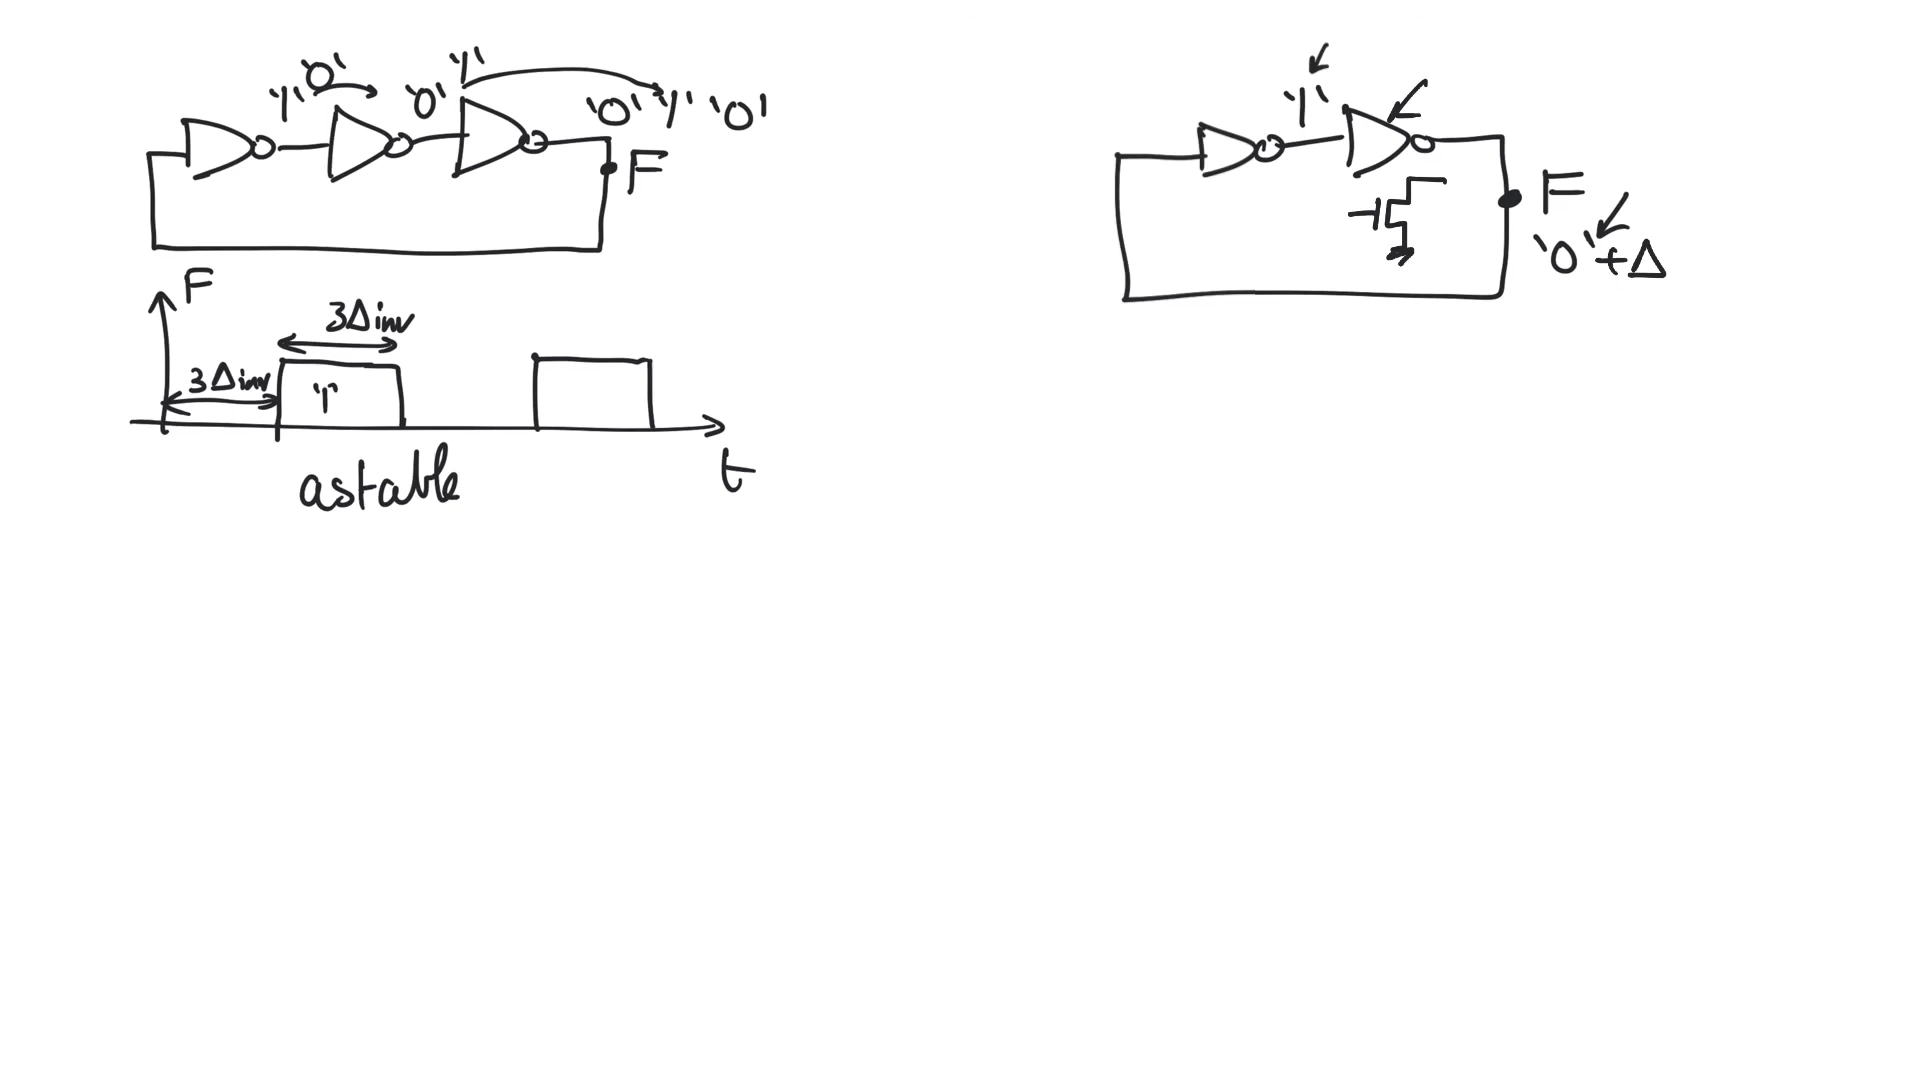 '1' '0' '0' '1' '0' '1' '0'
F
F
3Δinv
3Δinv
'1'
astable
t
'1'
F
'0'+Δ